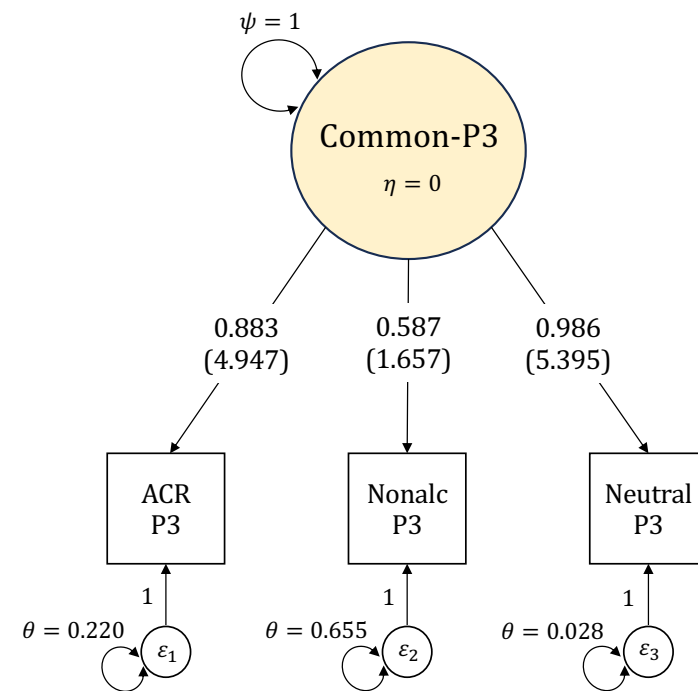 ψ = 1
Common-P3
η = 0
0.883
(4.947)
0.587
(1.657)
0.986
(5.395)
ACR
P3
Nonalc
P3
Neutral
P3
1
1
1
θ = 0.220
θ = 0.655
θ = 0.028
ε₁
ε₂
ε₃